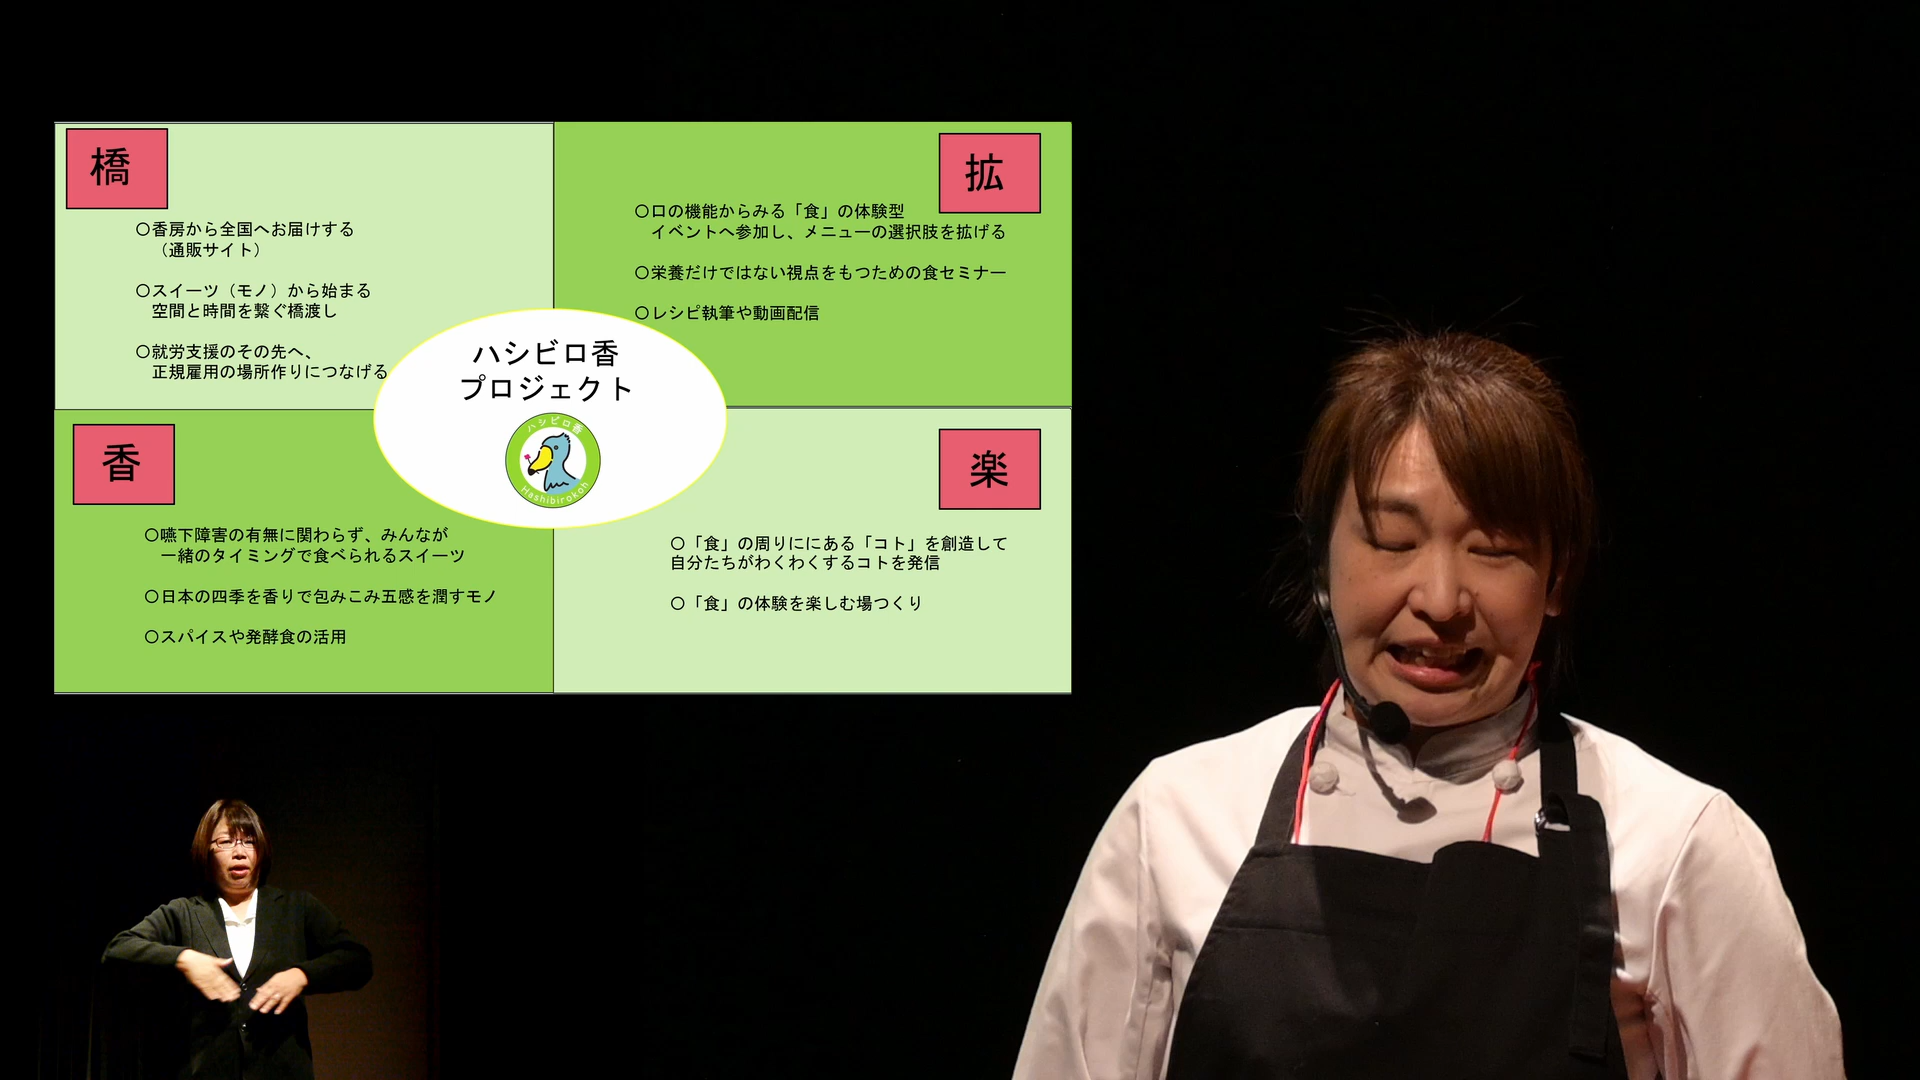 橋
○香房から全国へお届けする
（通販サイト）
○スイーツ（モノ）から始まる
空間と時間を繋ぐ橋渡し
○就労支援のその先へ、
正規雇用の場所作りにつなげる
拡
○口の機能からみる「食」の体験型
イベントへ参加し、メニューの選択肢を拡げる
○栄養だけではない視点をもつための食セミナー
○レシピ執筆や動画配信
ハシビロ香
プロジェクト
ハシビロ香
Hashibirokoh
香
○嚥下障害の有無に関わらず、みんなが
一緒のタイミングで食べられるスイーツ
○日本の四季を香りで包みこみ五感を潤すモノ
○スパイスや発酵食の活用
楽
○「食」の周りににある「コト」を創造して
自分たちがわくわくするコトを発信
○「食」の体験を楽しむ場つくり